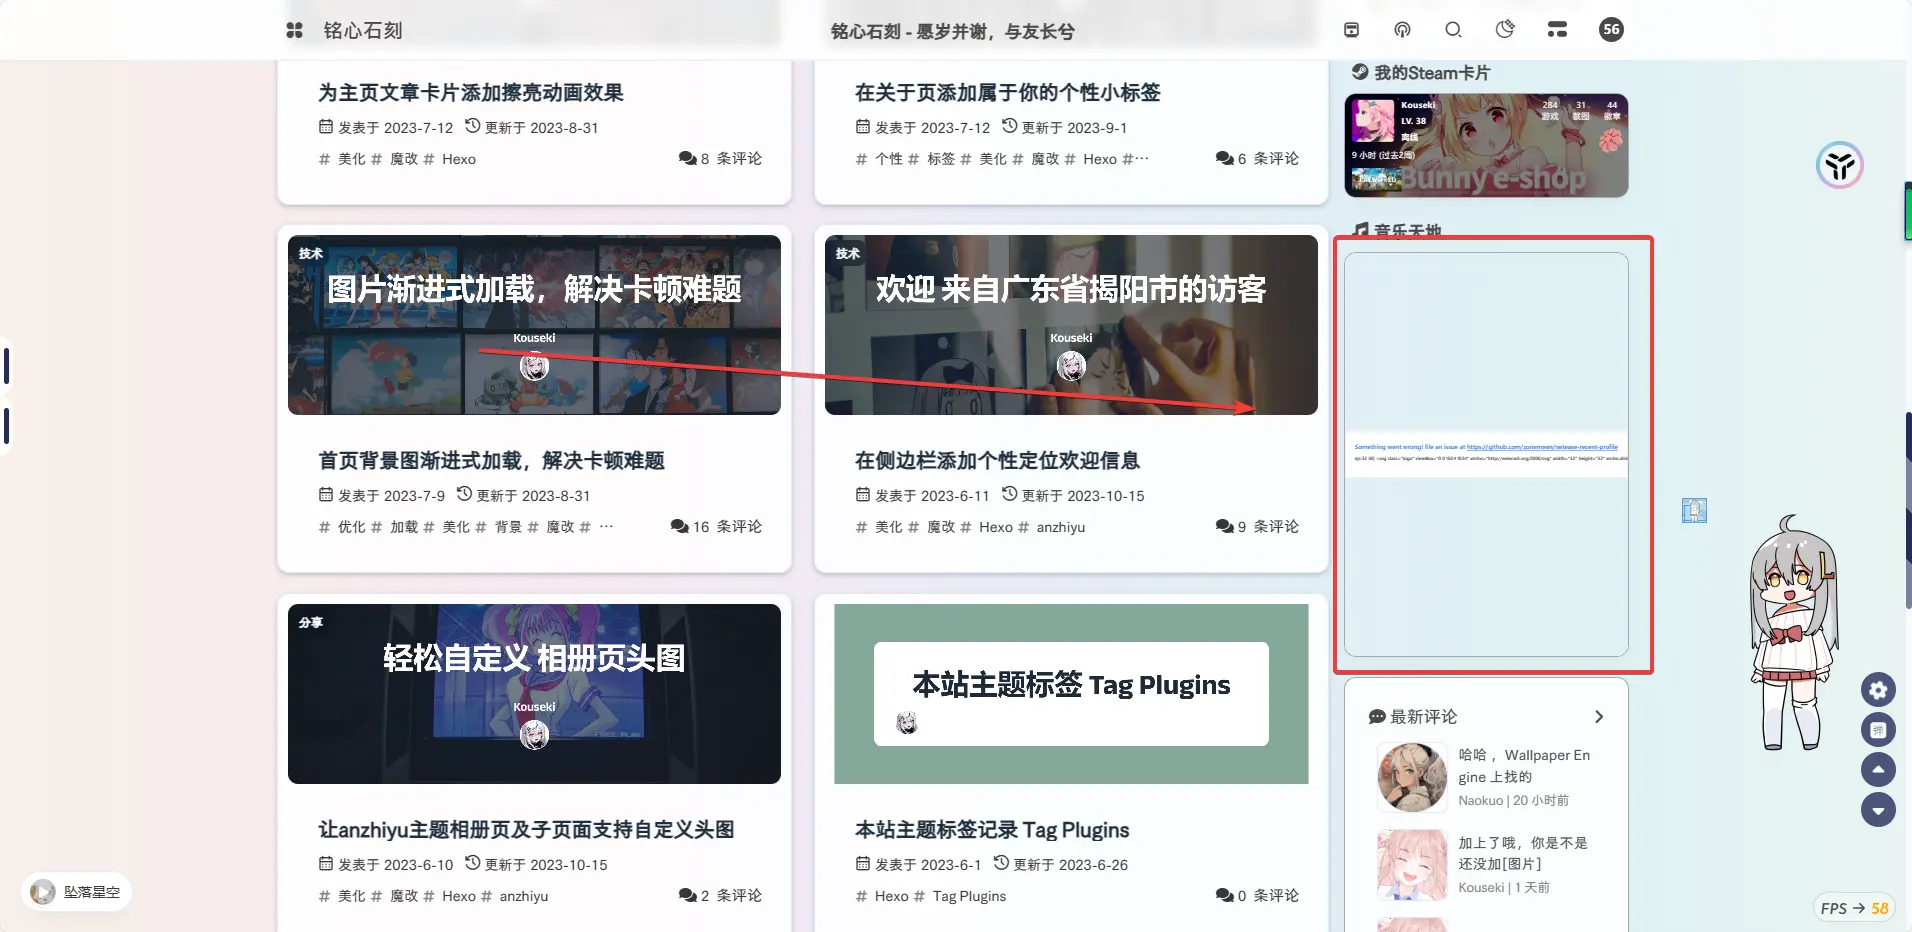 铭心石刻
铭心石刻 - 愿岁并谢，与友长兮
56
为主页文章卡片添加擦亮动画效果
发表于 2023-7-12 更新于 2023-8-31
# 美化 # 魔改 # Hexo
8 条评论
在关于页添加属于你的个性小标签
发表于 2023-7-12 更新于 2023-9-1
# 个性 # 标签 # 美化 # 魔改 # Hexo #···
6 条评论
技术
图片渐进式加载，解决卡顿难题
Kouseki
首页背景图渐进式加载，解决卡顿难题
发表于 2023-7-9 更新于 2023-8-31
# 优化 # 加载 # 美化 # 背景 # 魔改 # ···
16 条评论
技术
欢迎 来自广东省揭阳市的访客
Kouseki
在侧边栏添加个性定位欢迎信息
发表于 2023-6-11 更新于 2023-10-15
# 美化 # 魔改 # Hexo # anzhiyu
9 条评论
分享
轻松自定义 相册页头图
Kouseki
FREE PLAY
让anzhiyu主题相册页及子页面支持自定义头图
发表于 2023-6-10 更新于 2023-10-15
# 美化 # 魔改 # Hexo # anzhiyu
2 条评论
本站主题标签 Tag Plugins
本站主题标签记录 Tag Plugins
发表于 2023-6-1 更新于 2023-6-26
# Hexo # Tag Plugins
0 条评论
我的Steam卡片
Kouseki
LV. 38
离线
9 小时 (过去2周)
284 31 44
游戏 截图 徽章
Bunny e-shop
音乐天地
Something went wrong! file an issue at https://github.com/zonemeen/netease-recent-profile
最新评论
哈哈 ，Wallpaper En
gine 上找的
Naokuo | 20 小时前
加上了哦，你是不是
还没加[图片]
Kouseki | 1 天前
弹
坠落星空
FPS → 58